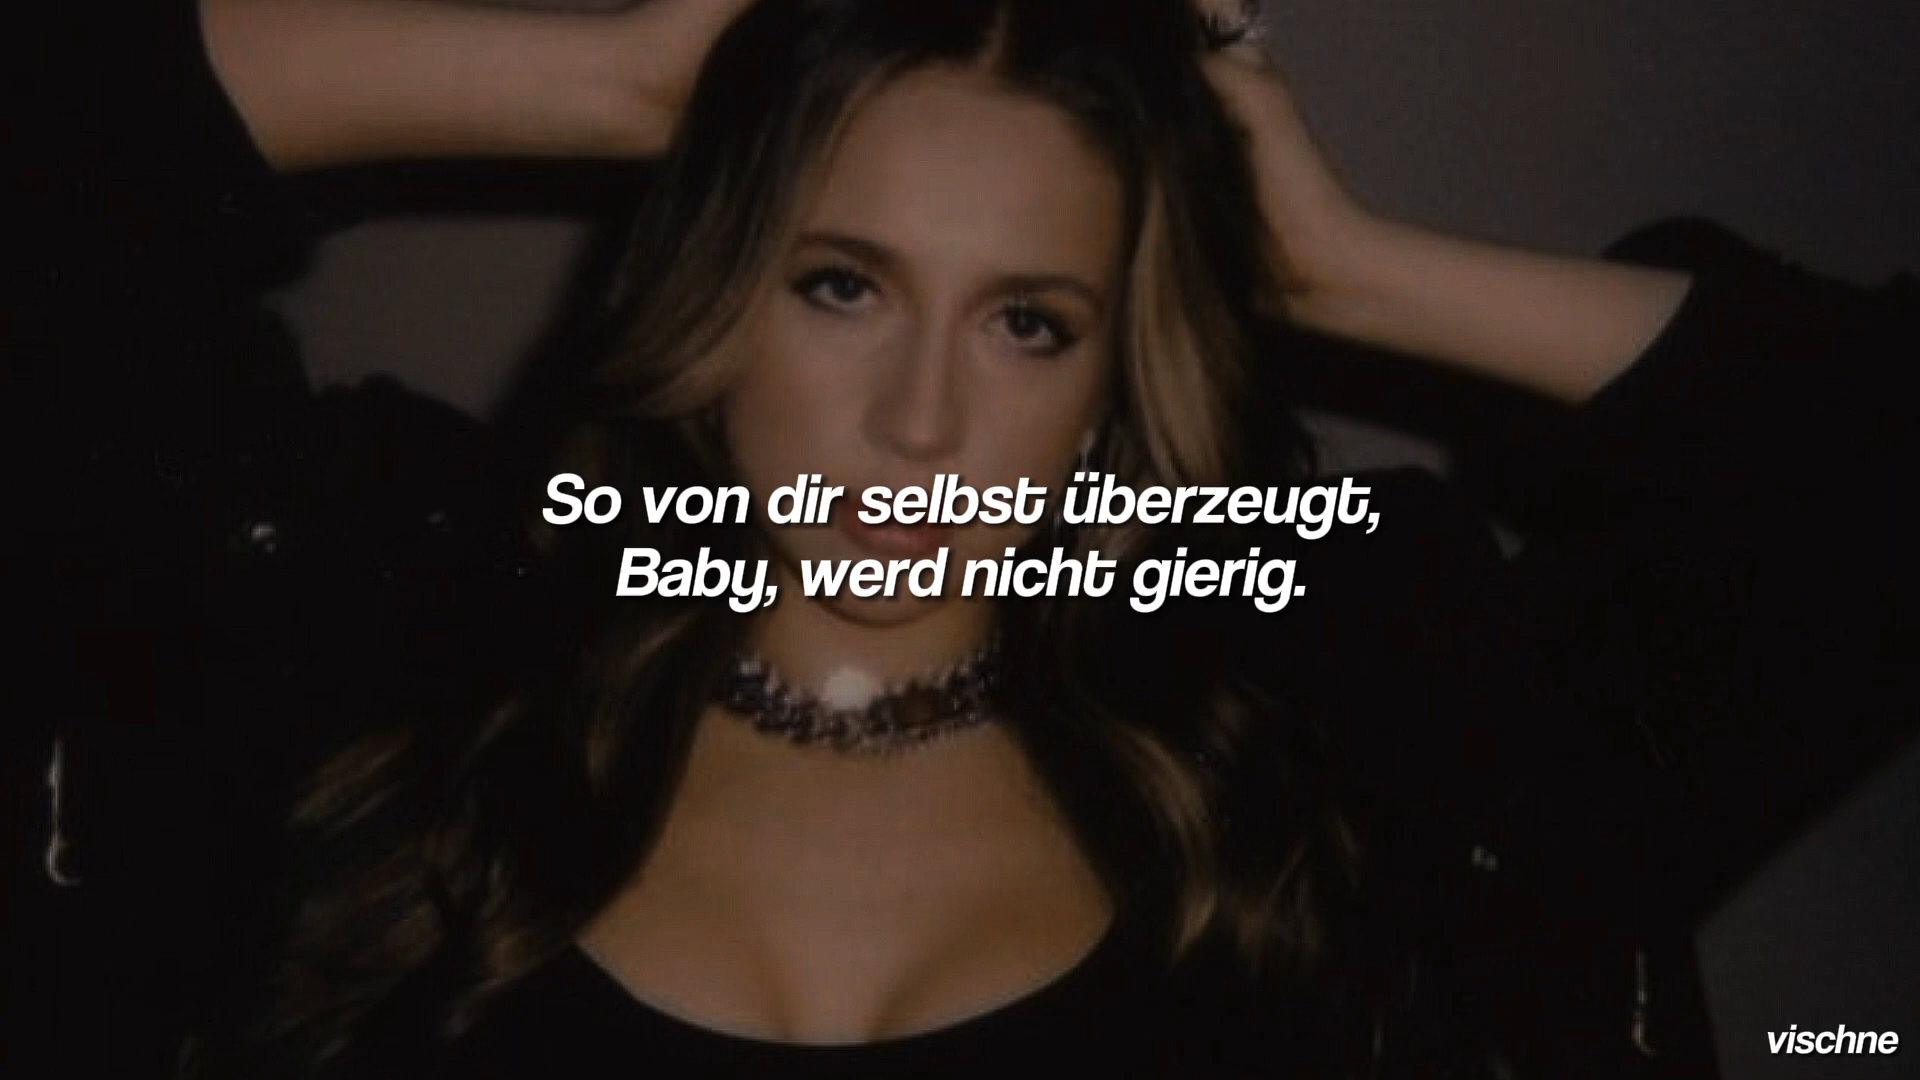 So von dir selbst überzeugt,
Baby, werd nicht gierig.
vischne